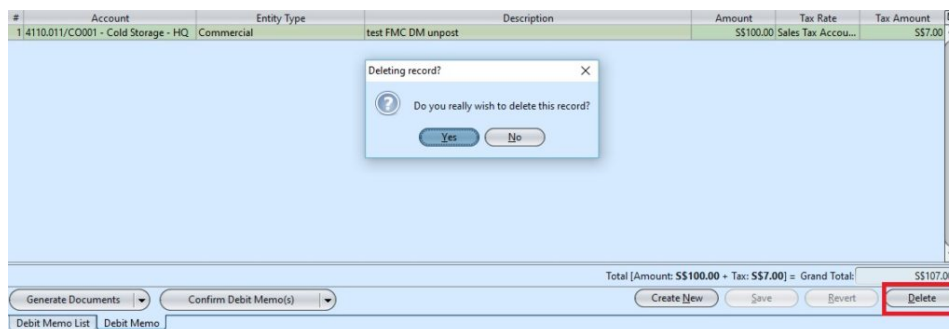 # Account Entity Type Description Amount Tax Rate Tax Amount
1 4110.011/CO001 - Cold Storage - HQ Commercial test FMC DM unpost S$100.00 Sales Tax Accou... S$7.00
Deleting record?
Do you really wish to delete this record?
Yes No
Total [Amount: S$100.00 + Tax: S$7.00] = Grand Total: S$107.00
Generate Documents Confirm Debit Memo(s) Create New Save Revert Delete
Debit Memo List Debit Memo